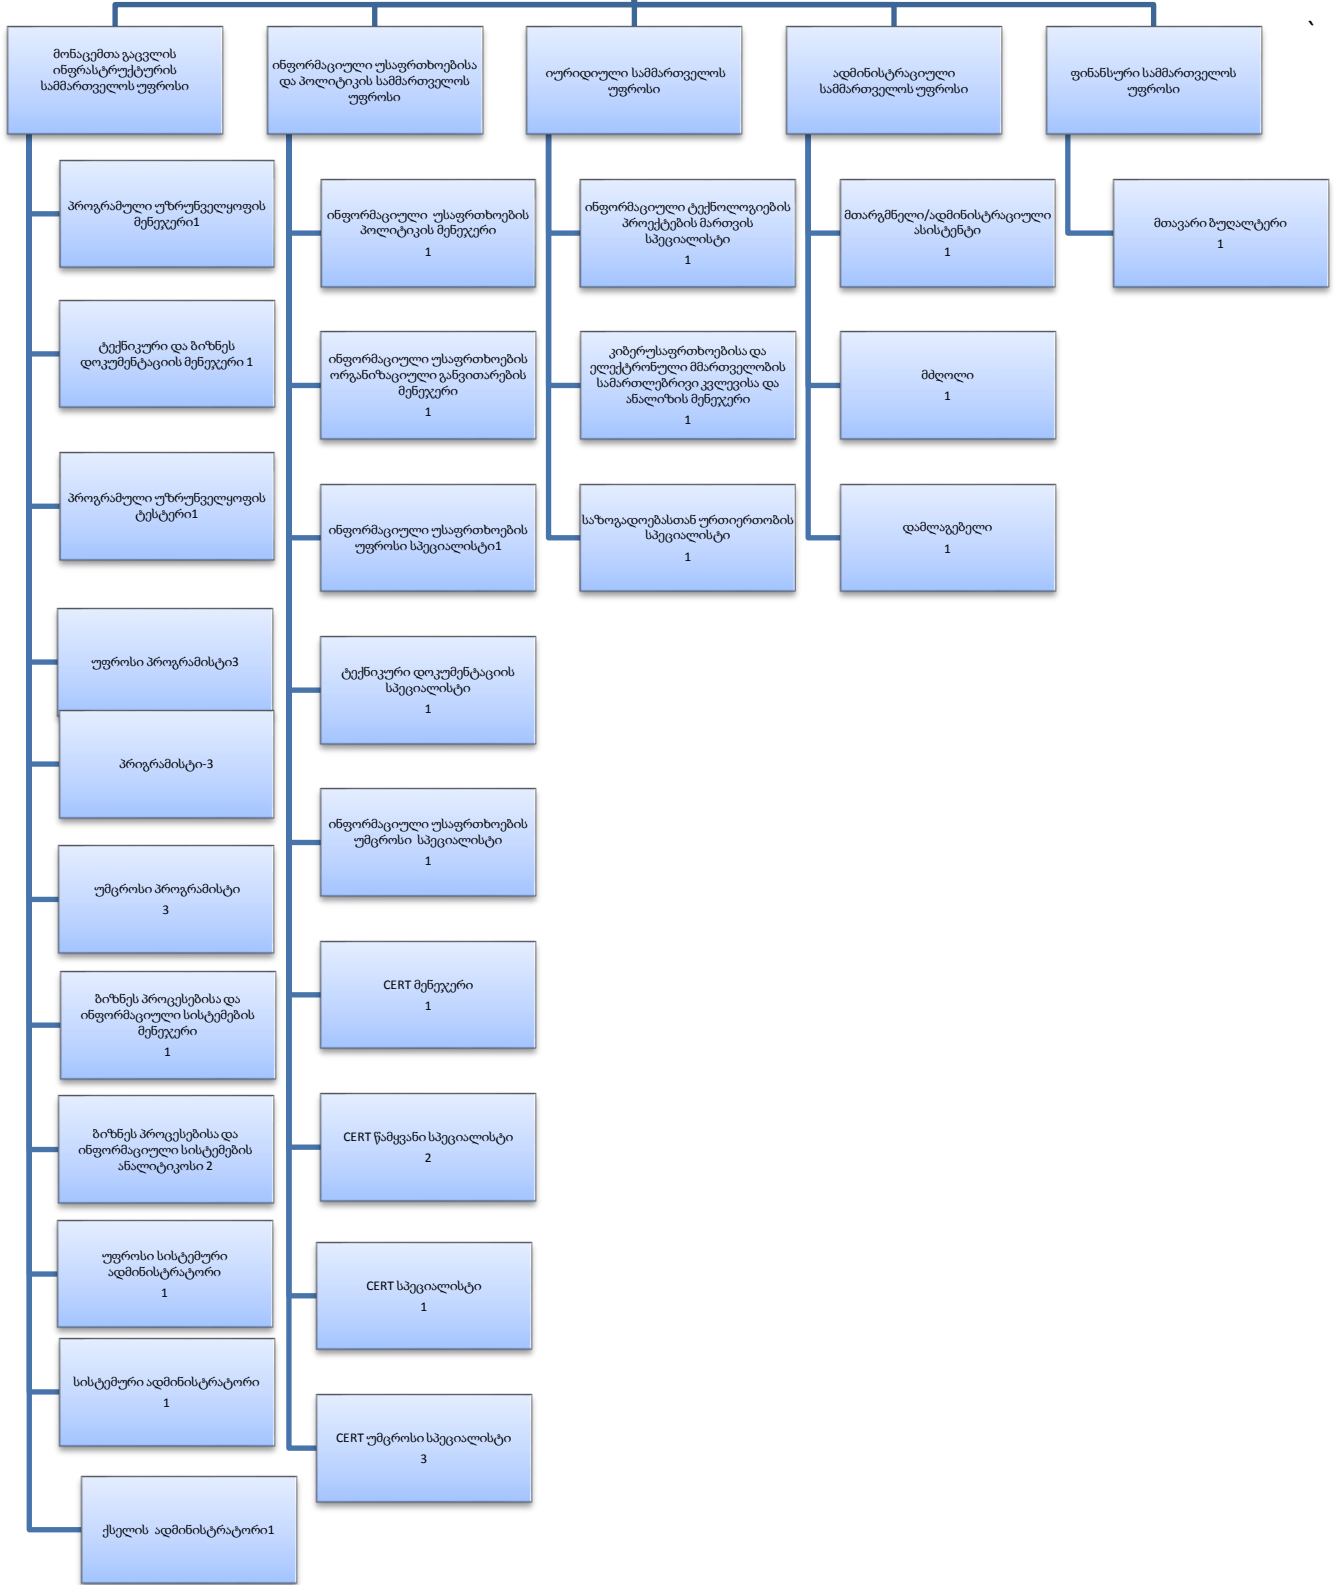 `
მონაცემთა გაცვლის
ინფრასტრუქტურის
სამმართველოს უფროსი
ინფორმაციული უსაფრთხოებისა
და პოლიტიკის სამმართველოს
უფროსი
იურიდიული სამმართველოს
უფროსი
ადმინისტრაციული
სამმართველოს უფროსი
ფინანსური სამმართველოს
უფროსი
პროგრამული უზრუნველყოფის
მენეჯერი1
ტექნიკური და ბიზნეს
დოკუმენტაციის მენეჯერი 1
პროგრამული უზრუნველყოფის
ტესტერი1
უფროსი პროგრამისტი3
პრიგრამისტი-3
უმცროსი პროგრამისტი
3
ბიზნეს პროცესებისა და
ინფორმაციული სისტემების
მენეჯერი
1
ბიზნეს პროცესებისა და
ინფორმაციული სისტემების
ანალიტიკოსი 2
უფროსი სისტემური
ადმინისტრატორი
1
სისტემური ადმინისტრატორი
1
ქსელის  ადმინისტრატორი1
ინფორმაციული  უსაფრთხოების
პოლიტიკის მენეჯერი
1
ინფორმაციული უსაფრთხოების
ორგანიზაციული განვითარების
მენეჯერი
1
ინფორმაციული უსაფრთხოების
უფროსი სპეციალისტი1
ტექნიკური დოკუმენტაციის
სპეციალისტი
1
ინფორმაციული უსაფრთხოების
უმცროსი  სპეციალისტი
1
CERT მენეჯერი
1
CERT წამყვანი სპეციალისტი
2
CERT სპეციალისტი
1
CERT უმცროსი სპეციალისტი
3
ინფორმაციული ტექნოლოგიების
პროექტების მართვის
სპეციალისტი
1
კიბერუსაფრთხოებისა და
ელექტრონული მმართველობის
სამართლებრივი კვლევისა და
ანალიზის მენეჯერი
1
საზოგადოებასთან ურთიერთობის
სპეციალისტი
1
მთარგმნელი/ადმინისტრაციული
ასისტენტი
1
მძღოლი
1
დამლაგებელი
1
მთავარი ბუღალტერი
1